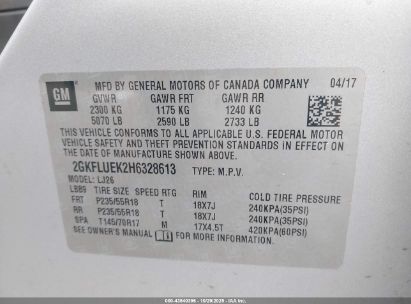 GM
MFD BY GENERAL MOTORS OF CANADA COMPANY 04/17
GVWR GAWR FRT GAWR RR
2300 KG 1175 KG 1240 KG
5070 LB 2590 LB 2733 LB
THIS VEHICLE CONFORMS TO ALL APPLICABLE U.S. FEDERAL MOTOR
VEHICLE SAFETY AND THEFT PREVENTION STANDARDS IN EFFECT ON THE
DATE OF MANUFACTURE SHOWN ABOVE.
2GKFLUEK2H6328613 TYPE: M.P.V.
MODEL: LJ26
LBB9 TIRE SIZE SPEED RTG RIM COLD TIRE PRESSURE
FRT P235/55R18 T 18X7J 240KPA(35PSI)
RR P235/55R18 T 18X7J 240KPA(35PSI)
SPA T145/70R17 M 17X4.5T 420KPA(60PSI)
SEE OWNER'S MANUAL FOR MORE INFORMATION.